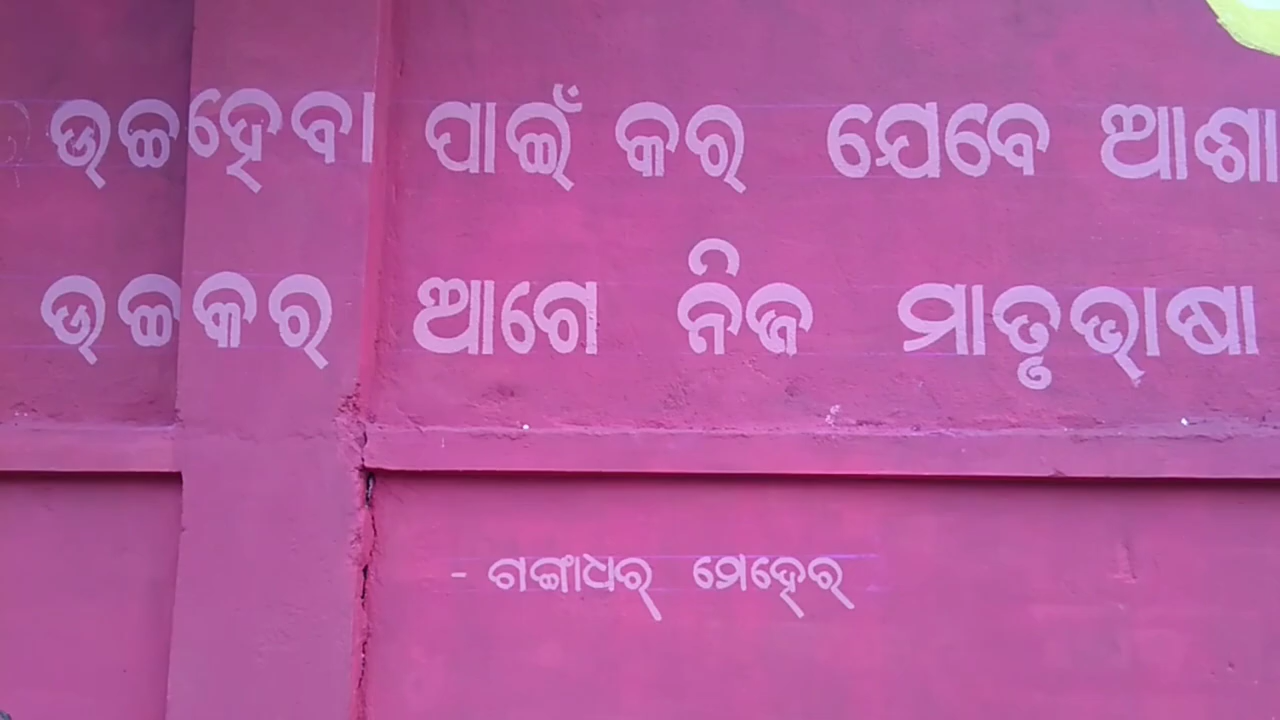 ଉଚ୍ଚହେବା ପାଇଁ କର ଯେବେ ଆଶା
ଉଚ୍ଚକର ଆଗେ ନିଜ ମାତୃଭାଷା
- ଗଙ୍ଗାଧର୍ ମେହେର୍